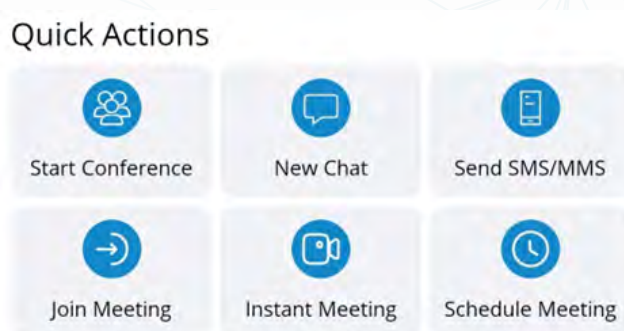 Quick Actions
Start Conference
New Chat
Send SMS/MMS
Join Meeting
Instant Meeting
Schedule Meeting